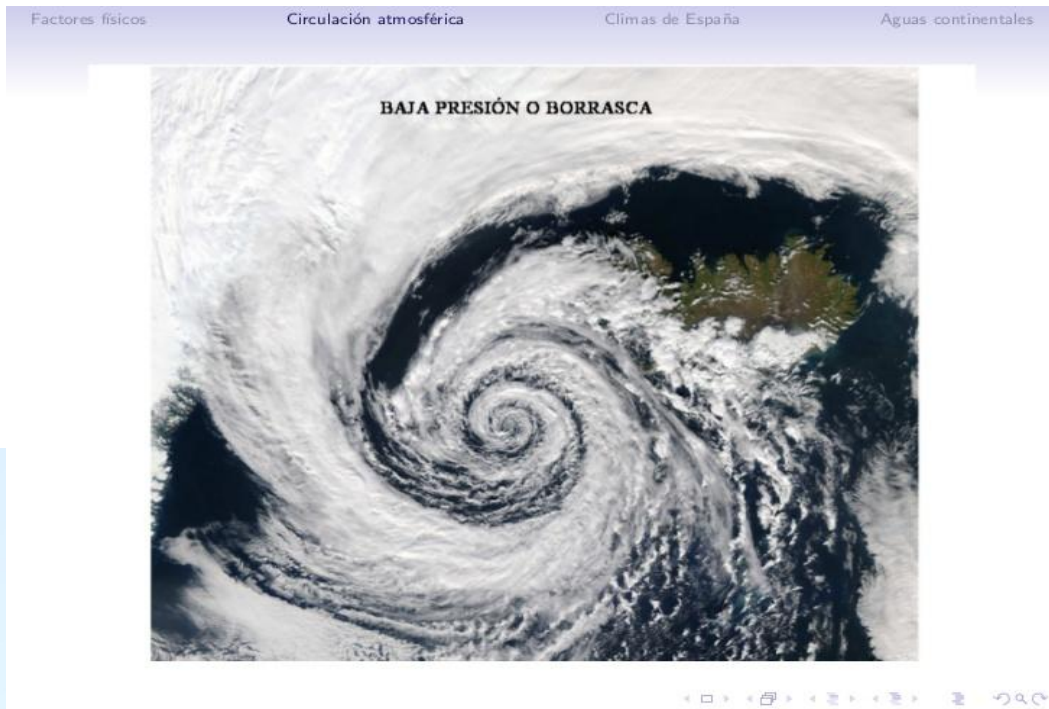 Factores físicos Circulación atmosférica Climas de España Aguas continentales
BAJA PRESIÓN O BORRASCA